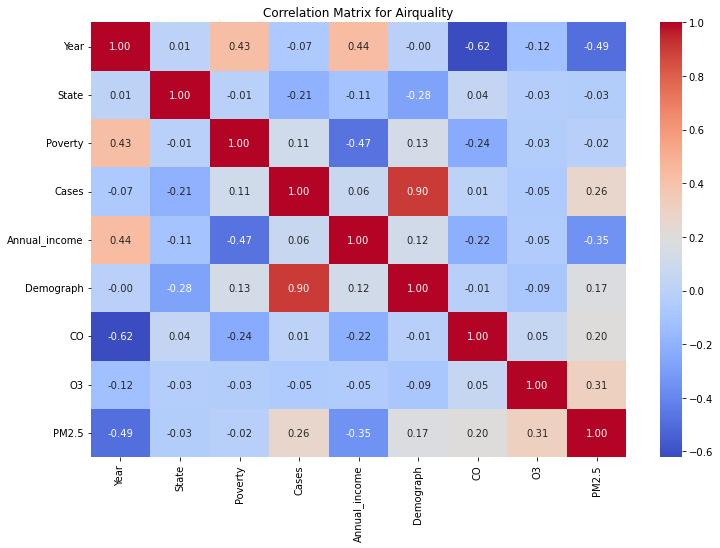 Correlation Matrix for Airquality
Year 1.00 0.01 0.43 -0.07 0.44 -0.00 -0.62 -0.12 -0.49
State 0.01 1.00 -0.01 -0.21 -0.11 -0.28 0.04 -0.03 -0.03
Poverty 0.43 -0.01 1.00 0.11 -0.47 0.13 -0.24 -0.03 -0.02
Cases -0.07 -0.21 0.11 1.00 0.06 0.90 0.01 -0.05 0.26
Annual_income 0.44 -0.11 -0.47 0.06 1.00 0.12 -0.22 -0.05 -0.35
Demograph -0.00 -0.28 0.13 0.90 0.12 1.00 -0.01 -0.09 0.17
CO -0.62 0.04 -0.24 0.01 -0.22 -0.01 1.00 0.05 0.20
O3 -0.12 -0.03 -0.03 -0.05 -0.05 -0.09 0.05 1.00 0.31
PM2.5 -0.49 -0.03 -0.02 0.26 -0.35 0.17 0.20 0.31 1.00
Year State Poverty Cases Annual_income Demograph CO O3 PM2.5
1.0
0.8
0.6
0.4
0.2
0.0
−0.2
−0.4
−0.6